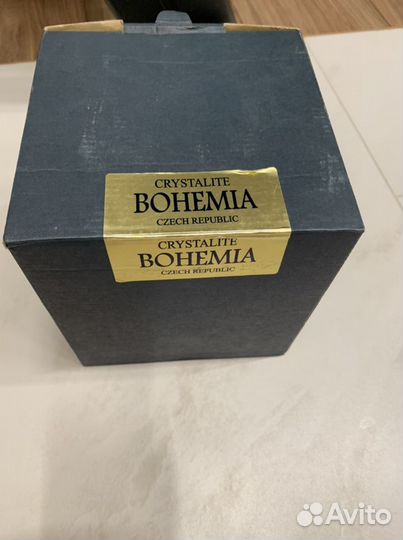 CRYSTALITE
BOHEMIA
CZECH REPUBLIC
CRYSTALITE
BOHEMIA
CZECH REPUBLIC
Avito